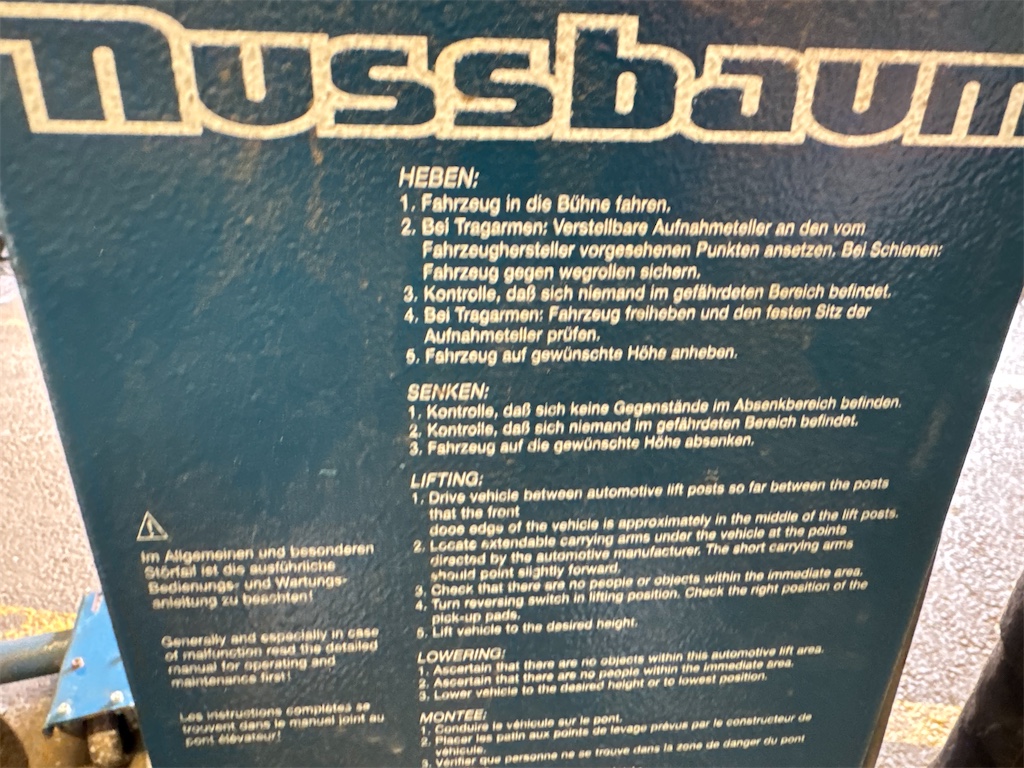 nussbaum
HEBEN:
1. Fahrzeug in die Bühne fahren.
2. Bei Tragarmen: Verstellbare Aufnahmeteller an den vom
Fahrzeughersteller vorgesehenen Punkten ansetzen. Bei Schienen:
Fahrzeug gegen wegrollen sichern.
3. Kontrolle, daß sich niemand im gefährdeten Bereich befindet.
4. Bei Tragarmen: Fahrzeug freiheben und den festen Sitz der
Aufnahmeteller prüfen.
5. Fahrzeug auf gewünschte Höhe anheben.
SENKEN:
1. Kontrolle, daß sich keine Gegenstände im Absenkbereich befinden.
2. Kontrolle, daß sich niemand im gefährdeten Bereich befindet.
3. Fahrzeug auf die gewünschte Höhe absenken.
LIFTING:
1. Drive vehicle between automotive lift posts so far between the posts
that the front
dooe edge of the vehicle is approximately in the middle of the lift posts.
2. Locate extendable carrying arms under the vehicle at the points
directed by the automotive manufacturer. The short carrying arms
should point slightly forward.
3. Check that there are no people or objects within the immediate area.
4. Turn reversing switch in lifting position. Check the right position or the
pick-up pads.
5. Lift vehicle to the desired height.
LOWERING:
1. Ascertain that there are no objects within this automotive lift area.
2. Ascertain that there are no people within the immediate area.
3. Lower vehicle to the desired height or to lowest position.
MONTEE:
1. Conduire le véhicule sur le pont.
2. Placer les patin aux points de levage prévus par le constructeur de
véhicule.
3. Vérifier que personne ne se trouve dans la zone de danger du pont
Im Allgemeinen und besonderen
Störfall ist die ausführliche
Bedienungs- und Wartungs-
anleitung zu beachten!
Generally and especially in case
of malfunction read the detailed
manual for operating and
maintenance first!
Les instructions complètes se
trouvent dans le manual joint au
pont élévateur!